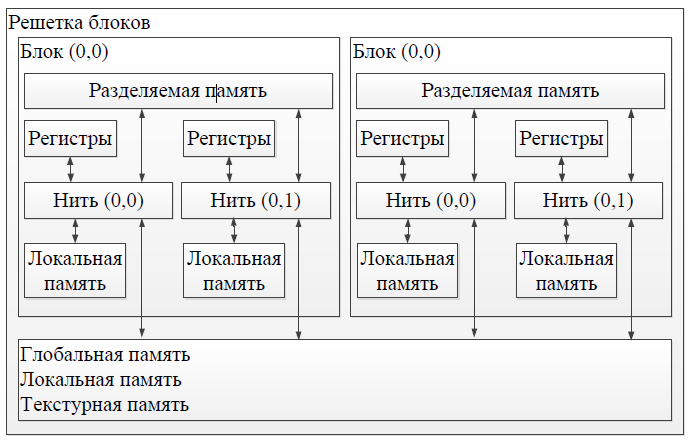 Решетка блоков
Блок (0,0)
Разделяемая память
Регистры
Регистры
Нить (0,0)
Нить (0,1)
Локальная
память
Локальная
память
Блок (0,0)
Разделяемая память
Регистры
Регистры
Нить (0,0)
Нить (0,1)
Локальная
память
Локальная
память
Глобальная память
Локальная память
Текстурная память